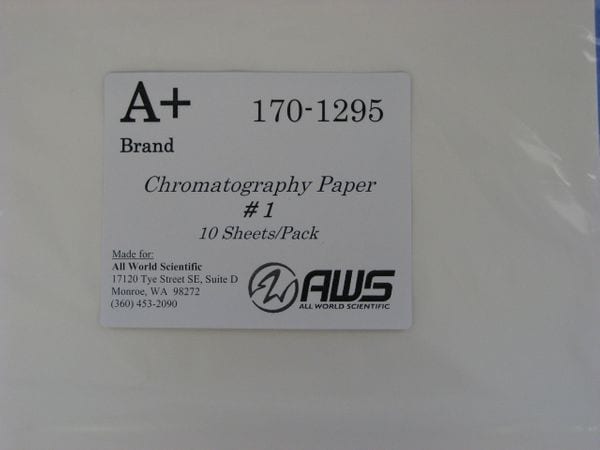 A+ 170-1295
Brand
Chromatography Paper
# 1
10 Sheets/Pack
Made for:
All World Scientific
17120 Tye Street SE, Suite D
Monroe, WA 98272
(360) 453-2090
AWS
ALL WORLD SCIENTIFIC